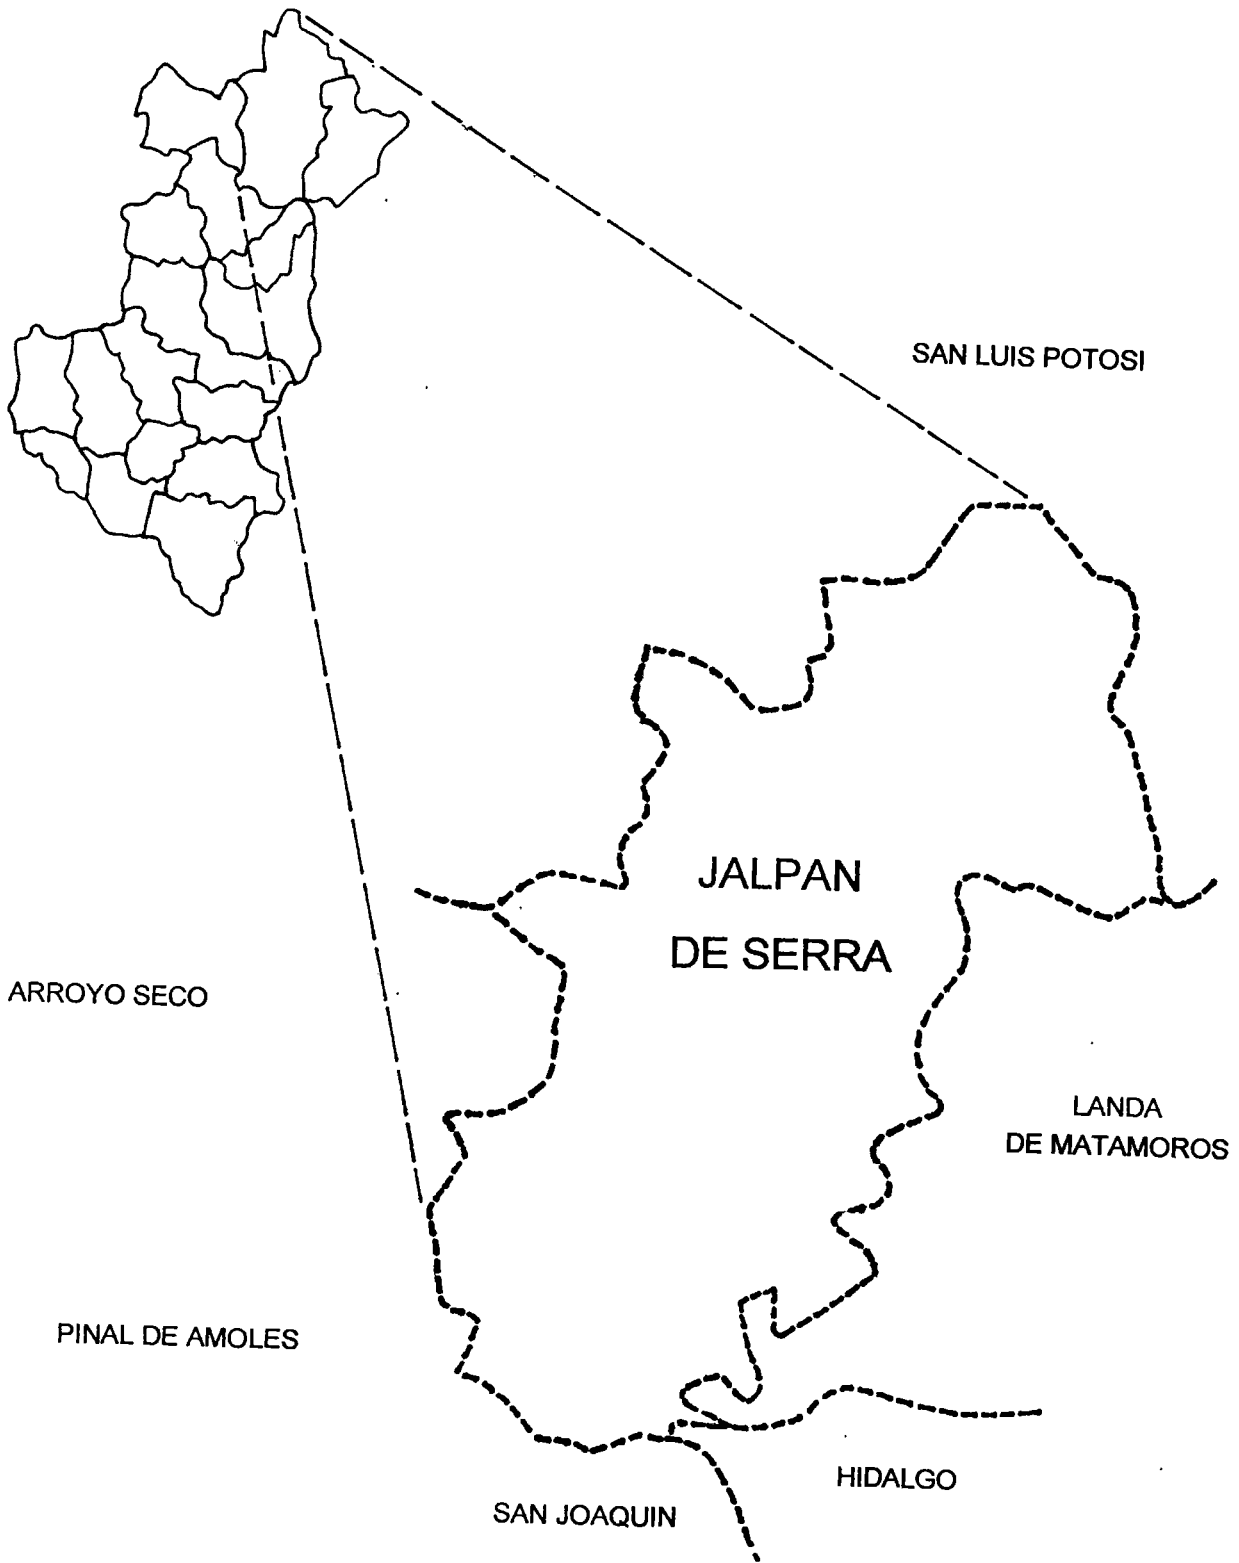 SAN LUIS POTOSI
JALPAN
DE SERRA
ARROYO SECO
LANDA
DE MATAMOROS
PINAL DE AMOLES
HIDALGO
SAN JOAQUIN